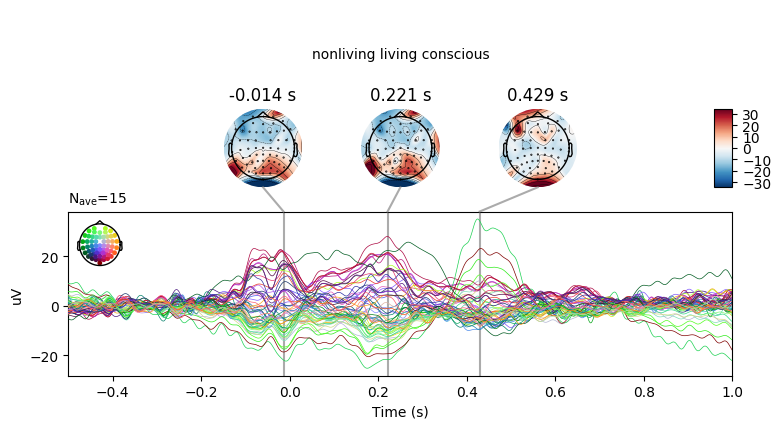 nonliving living conscious
-0.014 s 0.221 s 0.429 s
30
20
10
0
−10
−20
−30
Nave=15
20
0
−20
uV
−0.4 −0.2 0.0 0.2 0.4 0.6 0.8 1.0
Time (s)